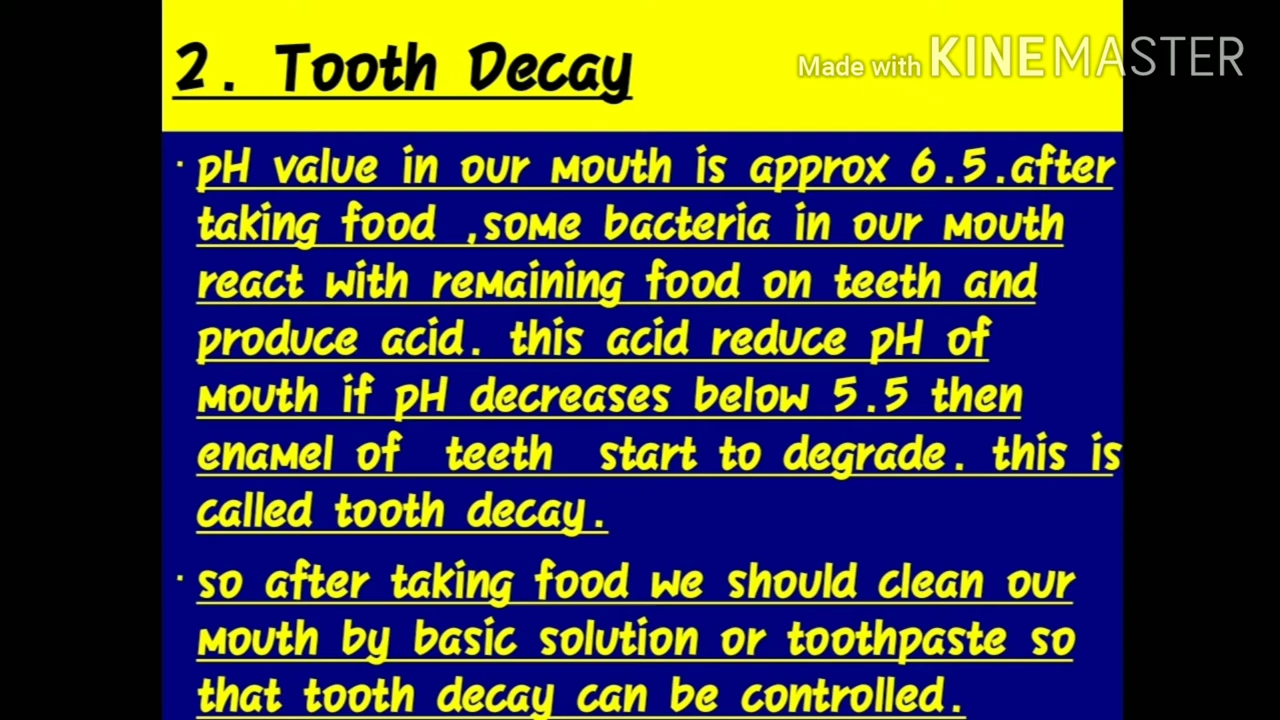 2. Tooth Decay
Made with KINEMASTER
· pH value in our mouth is approx 6.5.after
taking food ,some bacteria in our mouth
react with remaining food on teeth and
produce acid. this acid reduce pH of
mouth if pH decreases below 5.5 then
enamel of teeth start to degrade. this is
called tooth decay.
· so after taking food we should clean our
mouth by basic solution or toothpaste so
that tooth decay can be controlled.